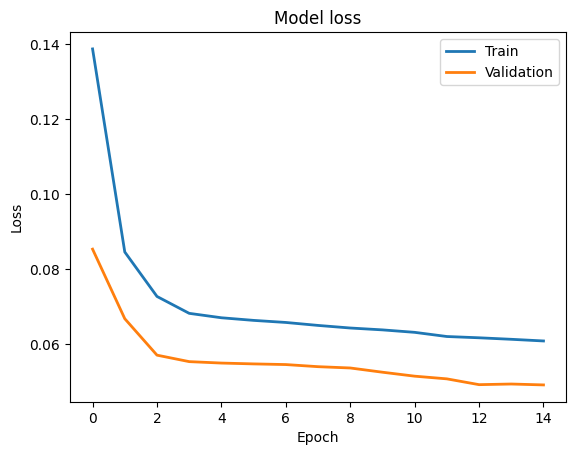 Model loss
0.14
0.12
0.10
0.08
0.06
Loss
Train
Validation
0 2 4 6 8 10 12 14
Epoch